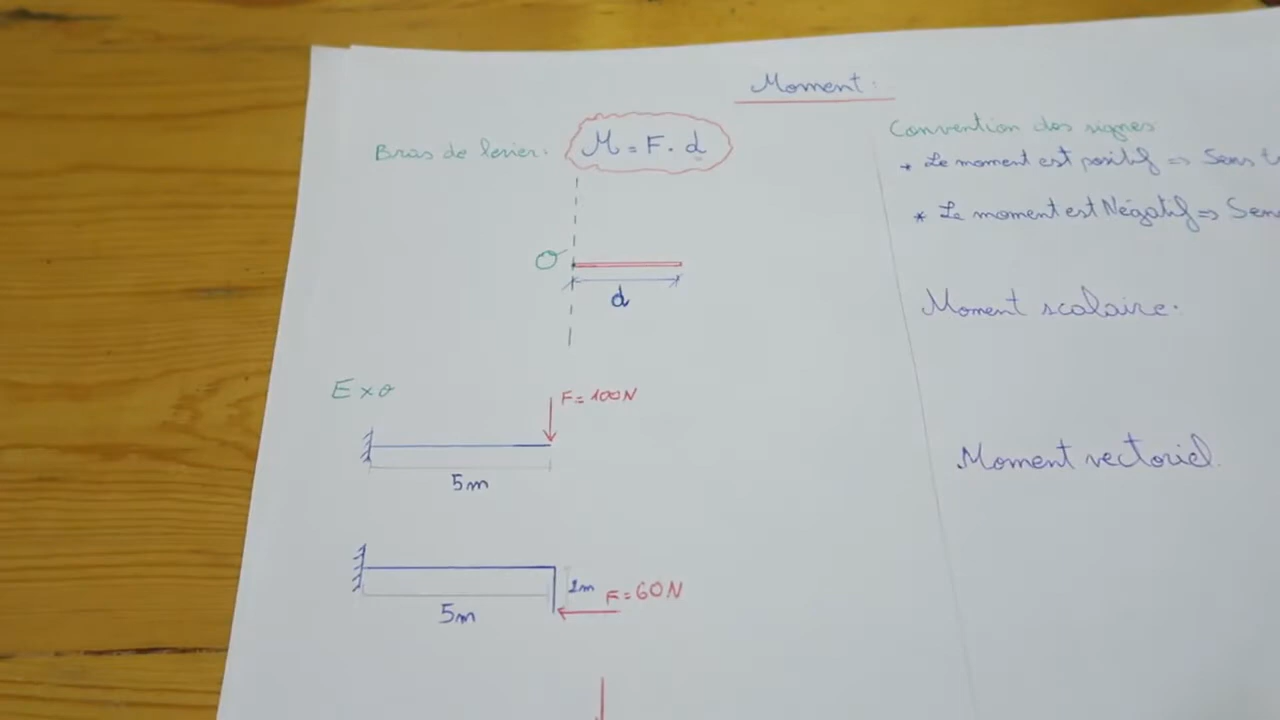 Moment:
Bras de levier. M = F. d
O
d
Exo
F= 100N
5m
5m
F= 60N
Convention des signes
* Le moment est positif => Sens
* Le moment est Négatif => Sens
Moment scalaire.
Moment vectoriel.